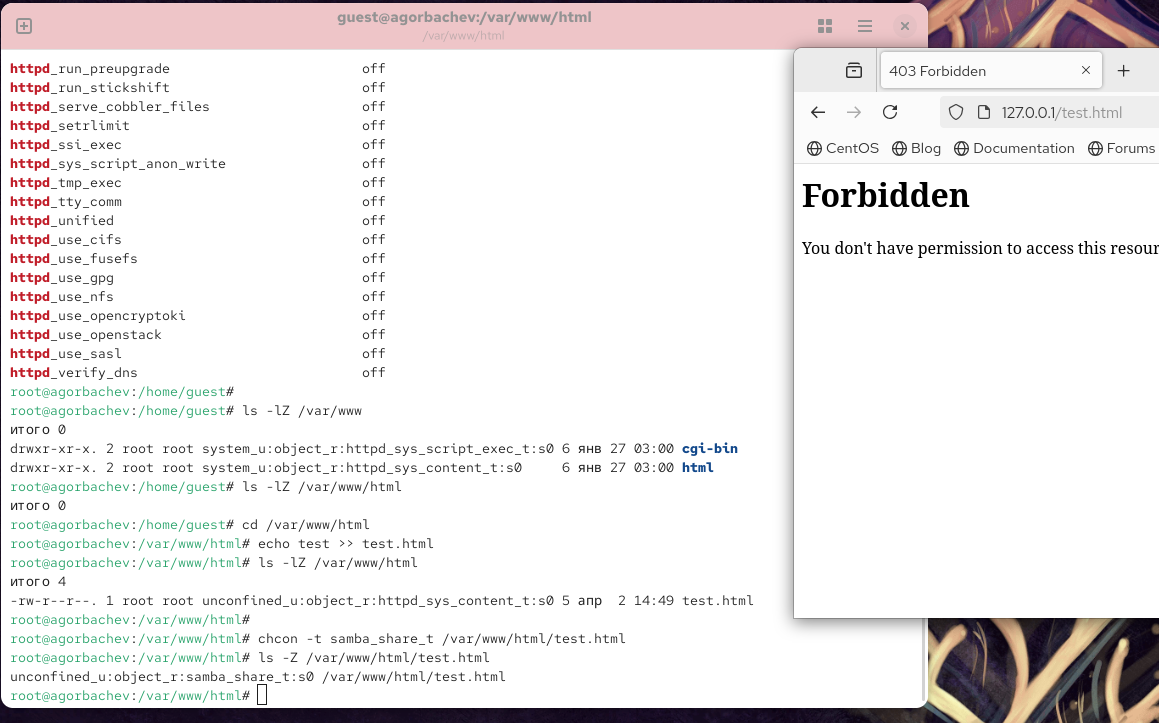 guest@agorbachev:/var/www/html
/var/www/html
httpd_run_preupgrade off
httpd_run_stickshift off
httpd_serve_cobbler_files off
httpd_setrlimit off
httpd_ssi_exec off
httpd_sys_script_anon_write off
httpd_tmp_exec off
httpd_tty_comm off
httpd_unified off
httpd_use_cifs off
httpd_use_fusefs off
httpd_use_gpg off
httpd_use_nfs off
httpd_use_opencryptoki off
httpd_use_openstack off
httpd_use_sasl off
httpd_verify_dns off
root@agorbachev:/home/guest#
root@agorbachev:/home/guest# ls -lZ /var/www
итого 0
drwxr-xr-x. 2 root root system_u:object_r:httpd_sys_script_exec_t:s0 6 янв 27 03:00 cgi-bin
drwxr-xr-x. 2 root root system_u:object_r:httpd_sys_content_t:s0 6 янв 27 03:00 html
root@agorbachev:/home/guest# ls -lZ /var/www/html
итого 0
root@agorbachev:/home/guest# cd /var/www/html
root@agorbachev:/var/www/html# echo test >> test.html
root@agorbachev:/var/www/html# ls -lZ /var/www/html
итого 4
-rw-r--r--. 1 root root unconfined_u:object_r:httpd_sys_content_t:s0 5 апр 2 14:49 test.html
root@agorbachev:/var/www/html#
root@agorbachev:/var/www/html# chcon -t samba_share_t /var/www/html/test.html
root@agorbachev:/var/www/html# ls -Z /var/www/html/test.html
unconfined_u:object_r:samba_share_t:s0 /var/www/html/test.html
root@agorbachev:/var/www/html#
403 Forbidden
127.0.0.1/test.html
CentOS Blog Documentation Forums
Forbidden
You don't have permission to access this resour